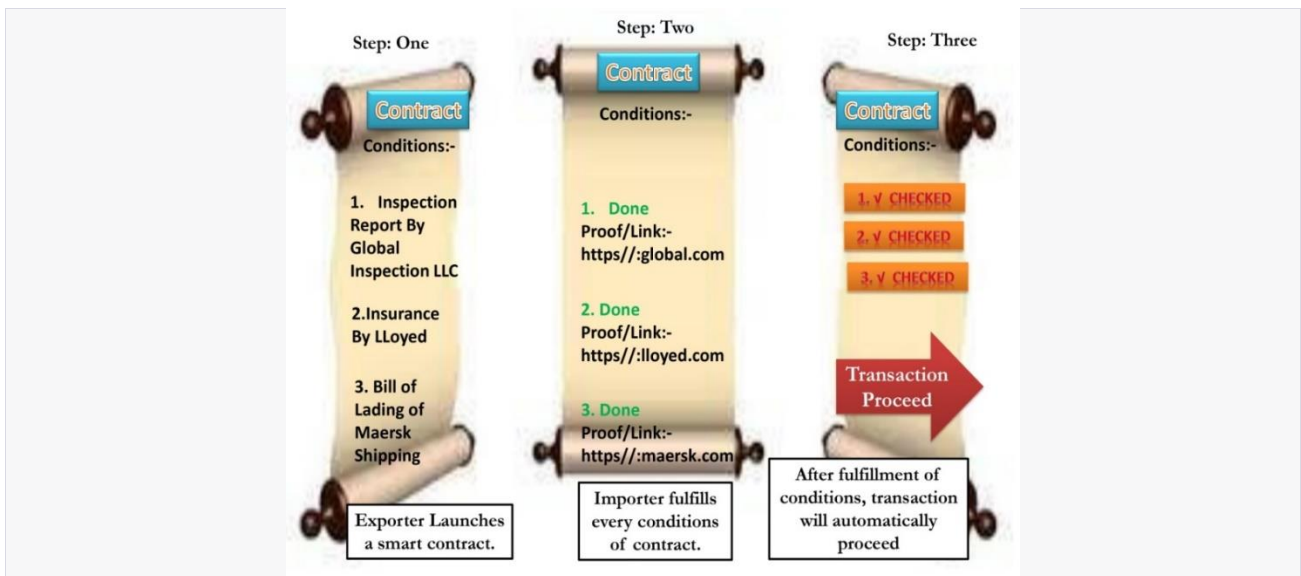 Step: One
Contract
Conditions:-
1. Inspection
Report By
Global
Inspection LLC
2.Insurance
By LLoyed
3. Bill of
Lading of
Maersk
Shipping
Exporter Launches
a smart contract.
Step: Two
Contract
Conditions:-
1. Done
Proof/Link:-
https//:global.com
2. Done
Proof/Link:-
https//:lloyed.com
3. Done
Proof/Link:-
https//:maersk.com
Importer fulfills
every conditions
of contract.
Step: Three
Contract
Conditions:-
1. √ CHECKED
2. √ CHECKED
3. √ CHECKED
Transaction
Proceed
After fulfillment of
conditions, transaction
will automatically
proceed